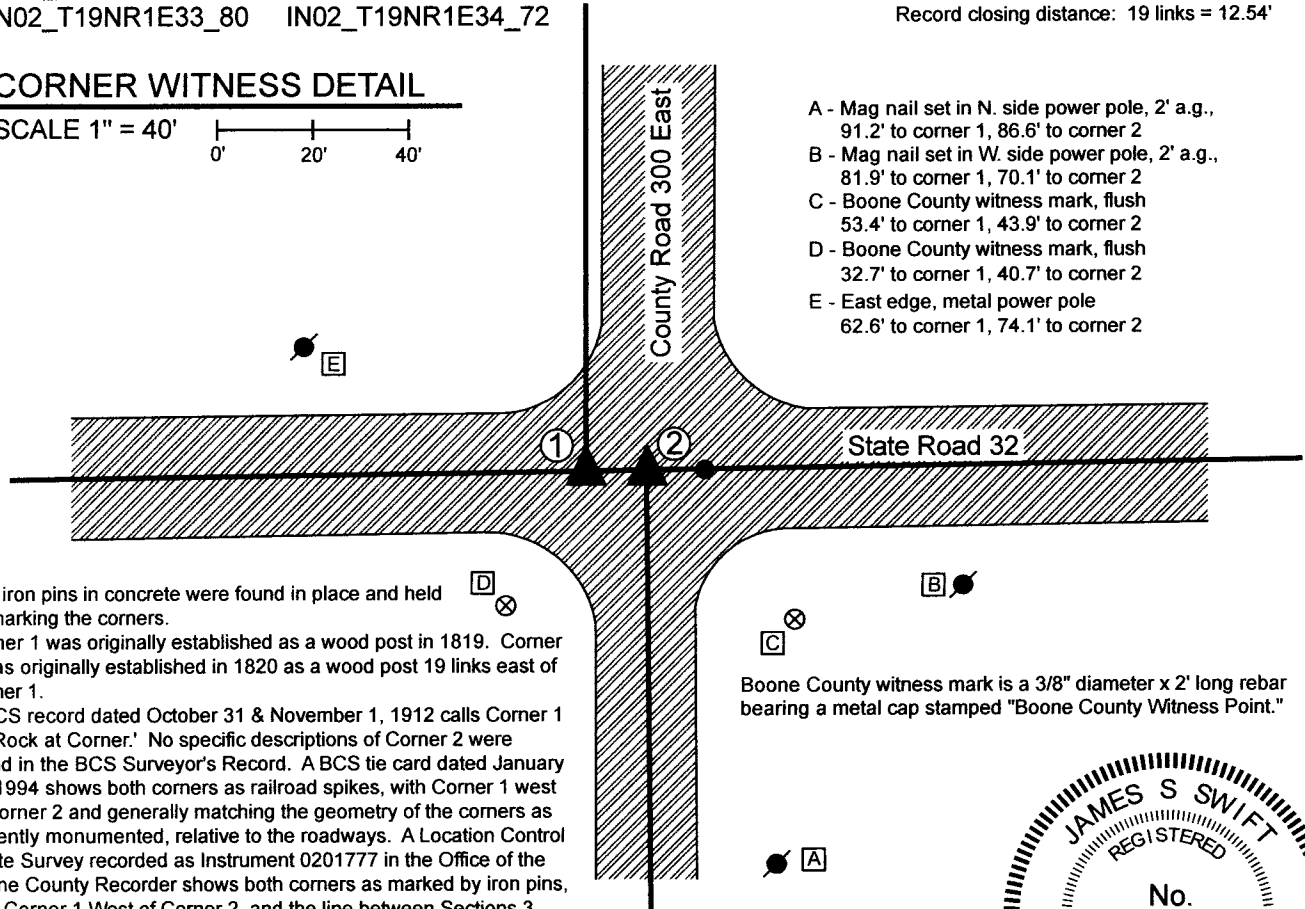 N02_T19NR1E33_80 IN02_T19NR1E34_72
Record closing distance: 19 links = 12.54'
CORNER WITNESS DETAIL
SCALE 1" = 40'
0' 20' 40'
County Road 300 East
A - Mag nail set in N. side power pole, 2' a.g.,
91.2' to corner 1, 86.6' to corner 2
B - Mag nail set in W. side power pole, 2' a.g.,
81.9' to corner 1, 70.1' to corner 2
C - Boone County witness mark, flush
53.4' to corner 1, 43.9' to corner 2
D - Boone County witness mark, flush
32.7' to corner 1, 40.7' to corner 2
E - East edge, metal power pole
62.6' to corner 1, 74.1' to corner 2
E
1 2
State Road 32
D
B
C
iron pins in concrete were found in place and held
marking the corners.
ner 1 was originally established as a wood post in 1819. Corner
as originally established in 1820 as a wood post 19 links east of
ner 1.
CS record dated October 31 & November 1, 1912 calls Corner 1
Rock at Corner.' No specific descriptions of Corner 2 were
d in the BCS Surveyor's Record. A BCS tie card dated January
1994 shows both corners as railroad spikes, with Corner 1 west
orner 2 and generally matching the geometry of the corners as
ently monumented, relative to the roadways. A Location Control
te Survey recorded as Instrument 0201777 in the Office of the
ne County Recorder shows both corners as marked by iron pins,
Corner 1 West of Corner 2, and the line between Sections 3
Boone County witness mark is a 3/8" diameter x 2' long rebar
bearing a metal cap stamped "Boone County Witness Point."
A
JAMES S SWIFT
REGISTERED
No.